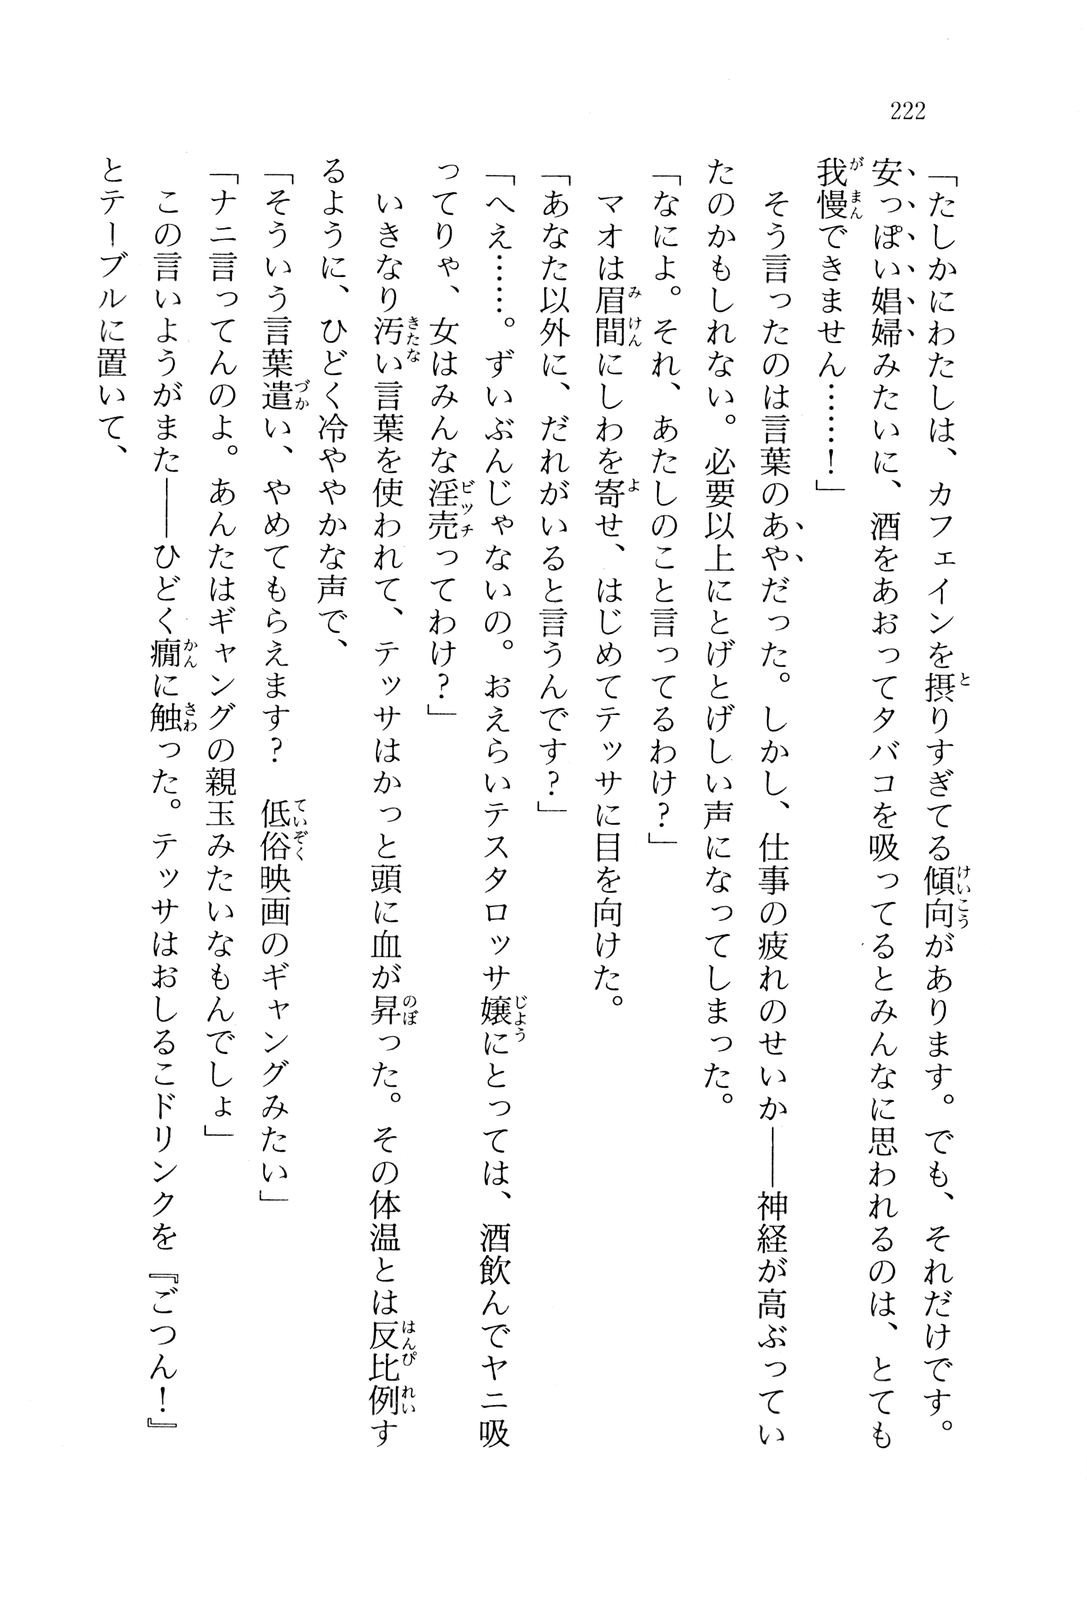 222
「たしかにわたしは、カフェインを摂りすぎてる傾向があります。でも、それだけです。
安っぽい娼婦みたいに、酒をあおってタバコを吸ってるとみんなに思われるのは、とても
我慢できません……！」
　そう言ったのは言葉のあやだった。しかし、仕事の疲れのせいか――神経が高ぶってい
たのかもしれない。必要以上にとげとげしい声になってしまった。
「なによ。それ、あたしのこと言ってるわけ？」
　マオは眉間にしわを寄せ、はじめてテッサに目を向けた。
「あなた以外に、だれがいると言うんです？」
「へえ……。ずいぶんじゃないの。おえらいテスタロッサ嬢にとっては、酒飲んでヤニ吸
ってりゃ、女はみんな淫売ってわけ？」
　いきなり汚い言葉を使われて、テッサはかっと頭に血が昇った。その体温とは反比例す
るように、ひどく冷ややかな声で、
「そういう言葉遣い、やめてもらえます？　低俗映画のギャングみたい」
「ナニ言ってんのよ。あんたはギャングの親玉みたいなもんでしょ」
　この言いようがまた――ひどく癇に触った。テッサはおしるこドリンクを『ごつん！』
とテーブルに置いて、